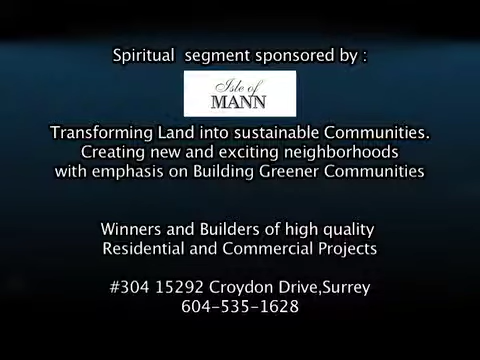 Spiritual segment sponsored by :
Isle of
MANN
Transforming Land into sustainable Communities.
Creating new and exciting neighborhoods
with emphasis on Building Greener Communities
Winners and Builders of high quality
Residential and Commercial Projects
#304 15292 Croydon Drive,Surrey
604-535-1628